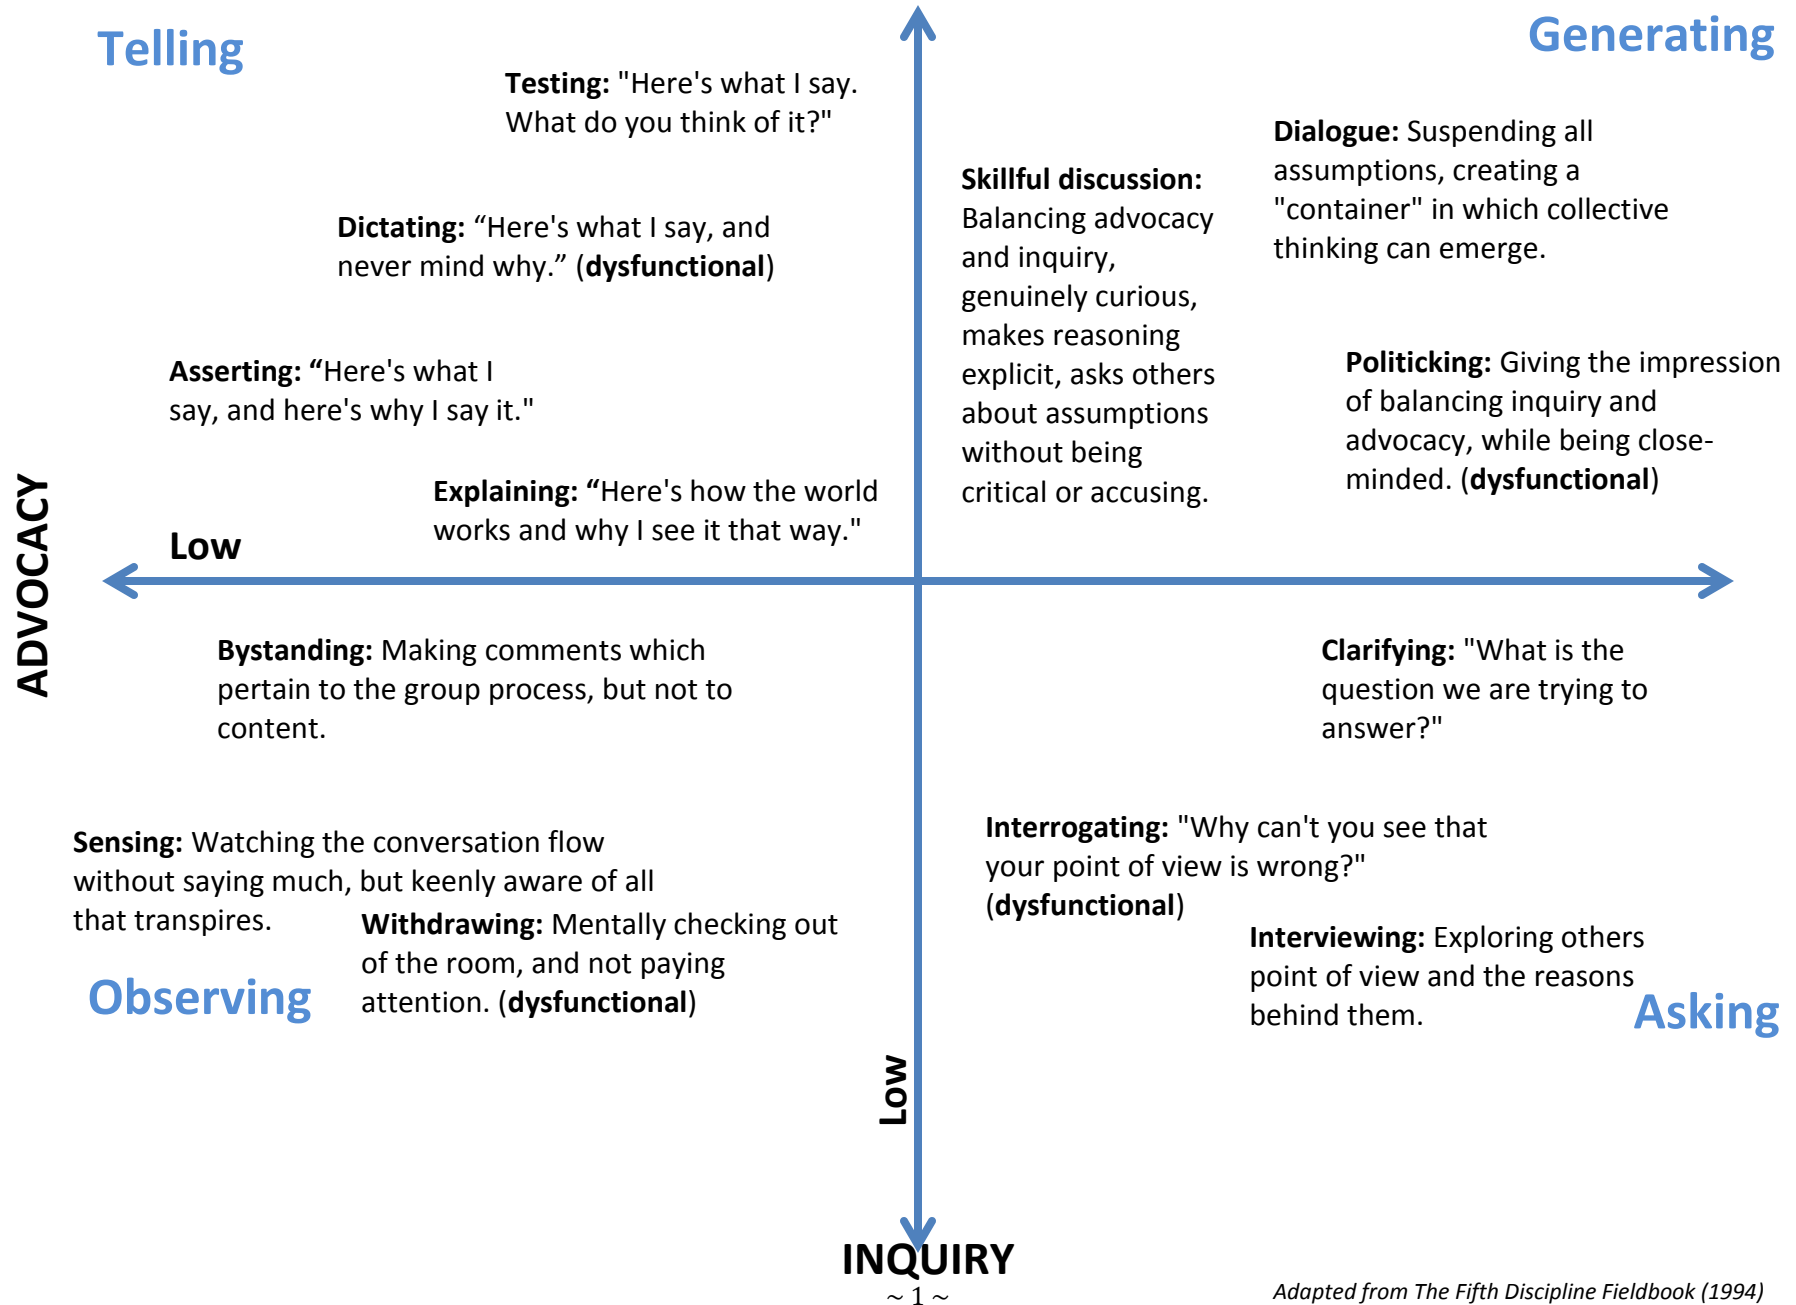 Telling
Generating
Testing: "Here's what I say.
What do you think of it?"
Dictating: “Here's what I say, and
never mind why.” (dysfunctional)
Asserting: “Here's what I
say, and here's why I say it."
Explaining: “Here's how the world
works and why I see it that way."
Skillful discussion:
Balancing advocacy
and inquiry,
genuinely curious,
makes reasoning
explicit, asks others
about assumptions
without being
critical or accusing.
Dialogue: Suspending all
assumptions, creating a
"container" in which collective
thinking can emerge.
Politicking: Giving the impression
of balancing inquiry and
advocacy, while being close-
minded. (dysfunctional)
ADVOCACY
Low
Bystanding: Making comments which
pertain to the group process, but not to
content.
Sensing: Watching the conversation flow
without saying much, but keenly aware of all
that transpires.
Withdrawing: Mentally checking out
of the room, and not paying
attention. (dysfunctional)
Observing
Clarifying: "What is the
question we are trying to
answer?"
Interrogating: "Why can't you see that
your point of view is wrong?"
(dysfunctional)
Interviewing: Exploring others
point of view and the reasons
behind them.
Asking
Low
INQUIRY
~ 1 ~
Adapted from The Fifth Discipline Fieldbook (1994)